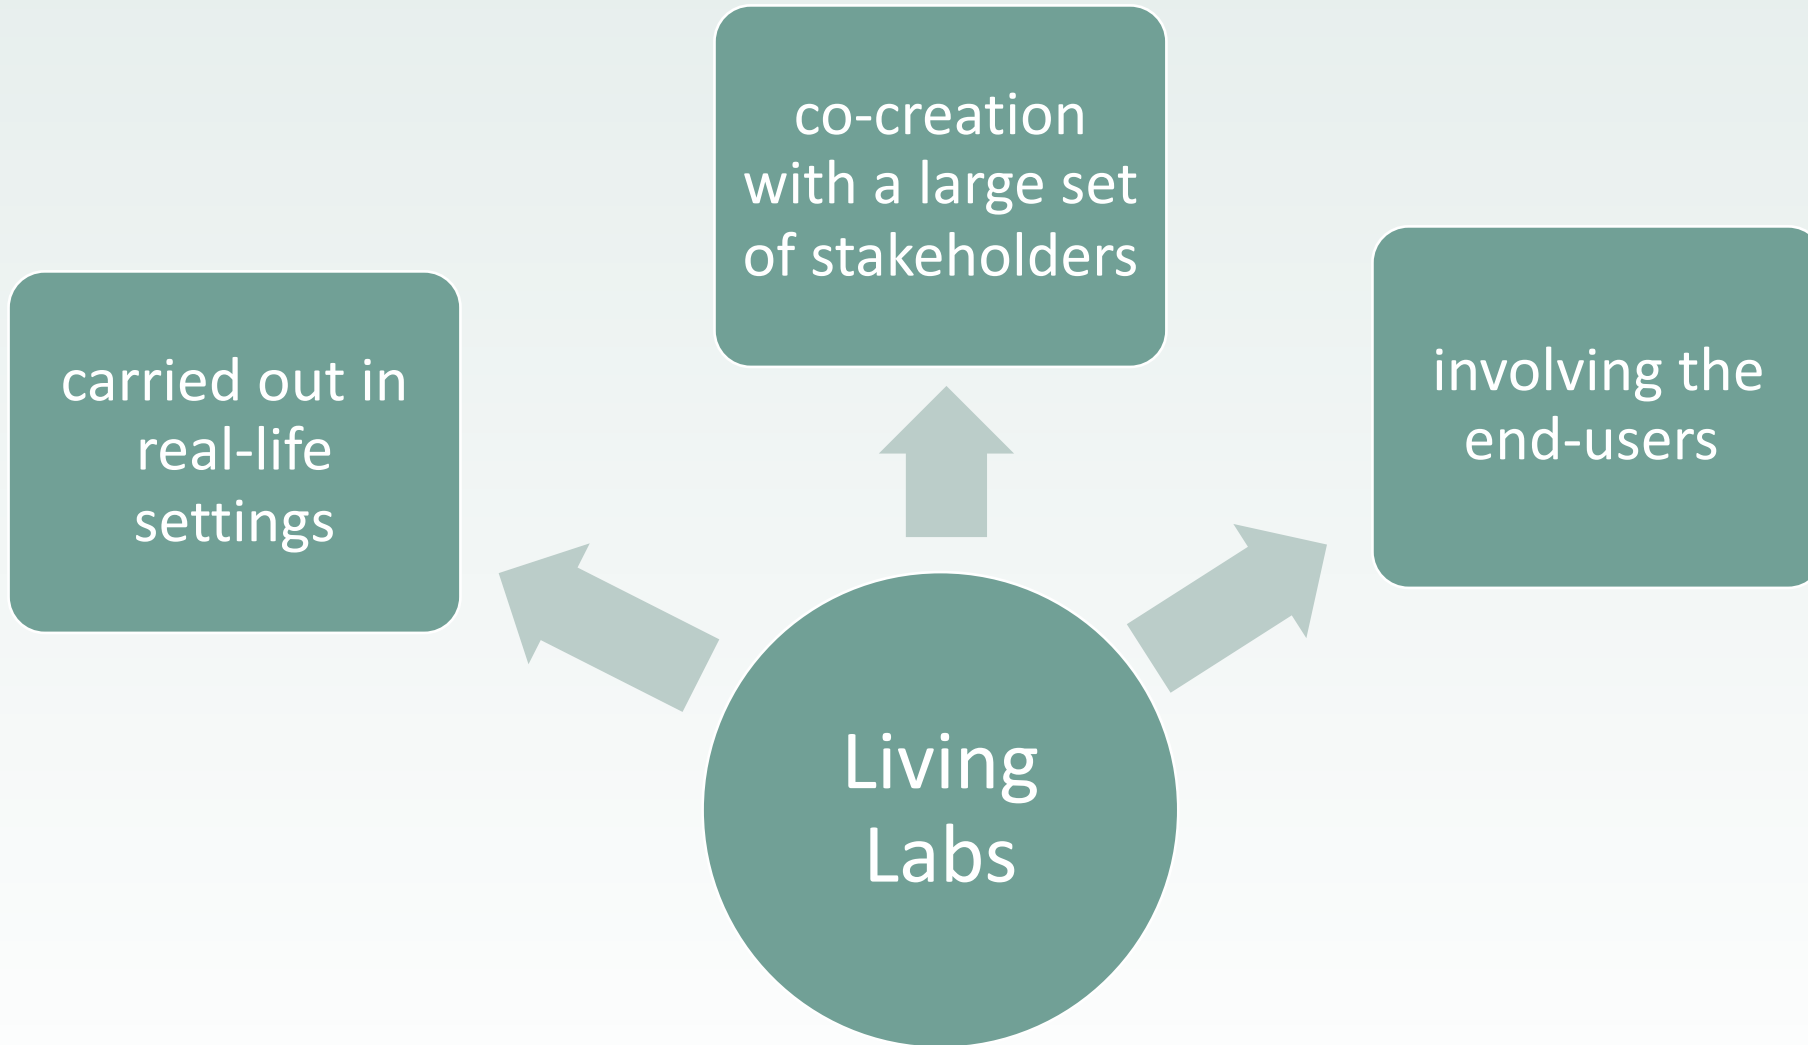 carried out in
real-life
settings
co-creation
with a large set
of stakeholders
involving the
end-users
Living
Labs